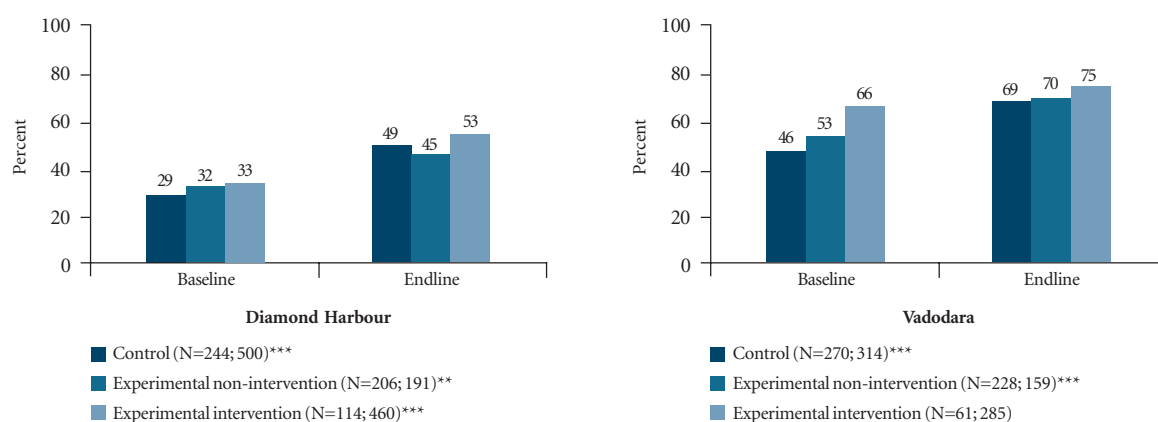 100
80
60
40
20
0
Percent
29
32
33
49
45
53
Baseline
Endline
Diamond Harbour
Control (N=244; 500)***
Experimental non-intervention (N=206; 191)**
Experimental intervention (N=114; 460)***
100
80
60
40
20
0
Percent
46
53
66
69
70
75
Baseline
Endline
Vadodara
Control (N=270; 314)***
Experimental non-intervention (N=228; 159)***
Experimental intervention (N=61; 285)